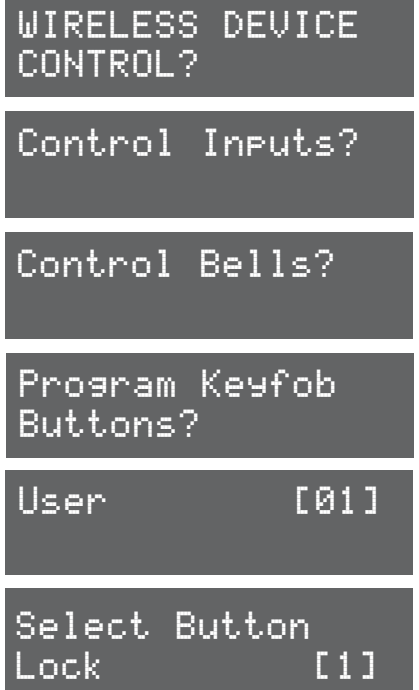 WIRELESS DEVICE
CONTROL?
Control Inputs?
Control Bells?
Program Keyfob
Buttons?
User [01]
Select Button
Lock [1]